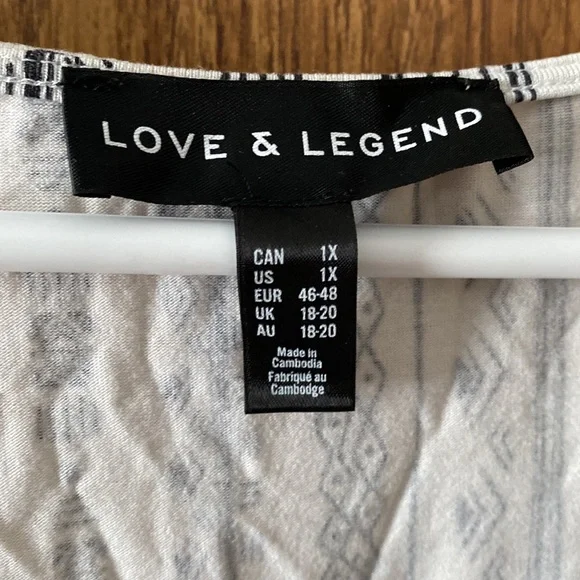 LOVE & LEGEND
CAN 1X
US 1X
EUR 46-48
UK 18-20
AU 18-20
Made in
Cambodia
Fabriqué au
Cambodge